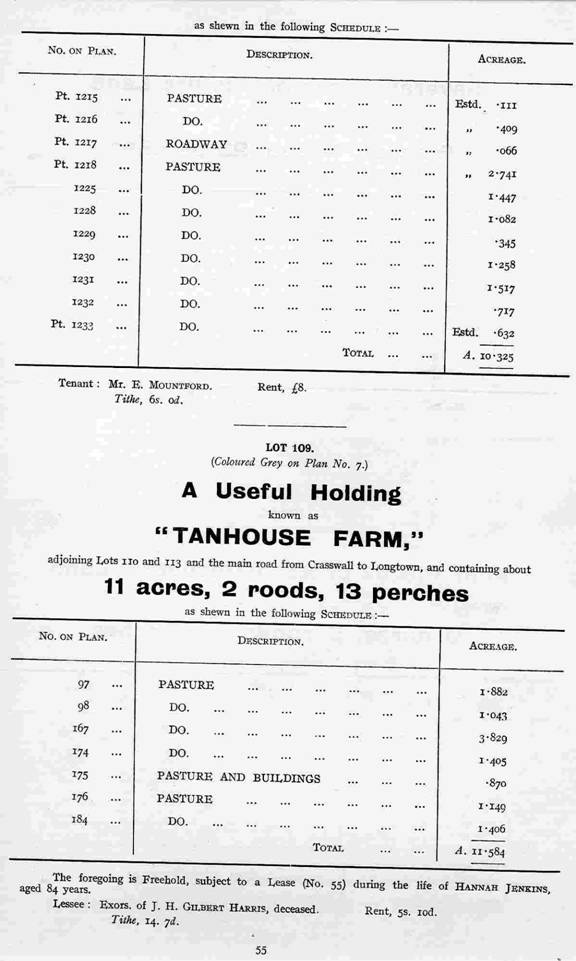 as shewn in the following SCHEDULE :—
No. on Plan. Description. Acreage.
Pt. 1215 ... PASTURE ... ... ... ... ... ... Estd. ·111
Pt. 1216 ... DO. ... ... ... ... ... ... „ ·409
Pt. 1217 ... ROADWAY ... ... ... ... ... ... „ ·066
Pt. 1218 ... PASTURE ... ... ... ... ... ... „ 2·741
1225 ... DO. ... ... ... ... ... ... 1·447
1228 ... DO. ... ... ... ... ... ... 1·082
1229 ... DO. ... ... ... ... ... ... ·345
1230 ... DO. ... ... ... ... ... ... 1·258
1231 ... DO. ... ... ... ... ... ... 1·517
1232 ... DO. ... ... ... ... ... ... ·717
Pt. 1233 ... DO. ... ... ... ... ... ... Estd. ·632
TOTAL ... ... A. 10·325
Tenant : Mr. E. MOUNTFORD. Rent, £8.
Tithe, 6s. 0d.
LOT 109.
(Coloured Grey on Plan No. 7.)
A Useful Holding
known as
“TANHOUSE FARM,”
adjoining Lots 110 and 113 and the main road from Crasswall to Longtown, and containing about
11 acres, 2 roods, 13 perches
as shewn in the following SCHEDULE :—
No. on Plan. Description. Acreage.
97 ... PASTURE ... ... ... ... ... ... 1·882
98 ... DO. ... ... ... ... ... ... ... 1·043
167 ... DO. ... ... ... ... ... ... ... 3·829
174 ... DO. ... ... ... ... ... ... ... 1·405
175 ... PASTURE AND BUILDINGS ... ... ... ·870
176 ... PASTURE ... ... ... ... ... ... 1·149
184 ... DO. ... ... ... ... ... ... ... 1·406
TOTAL ... ... A. 11·584
The foregoing is Freehold, subject to a Lease (No. 55) during the life of HANNAH JENKINS,
aged 84 years.
Lessee : Exors. of J. H. GILBERT HARRIS, deceased. Rent, 5s. 10d.
Tithe, 14. 7d.
55